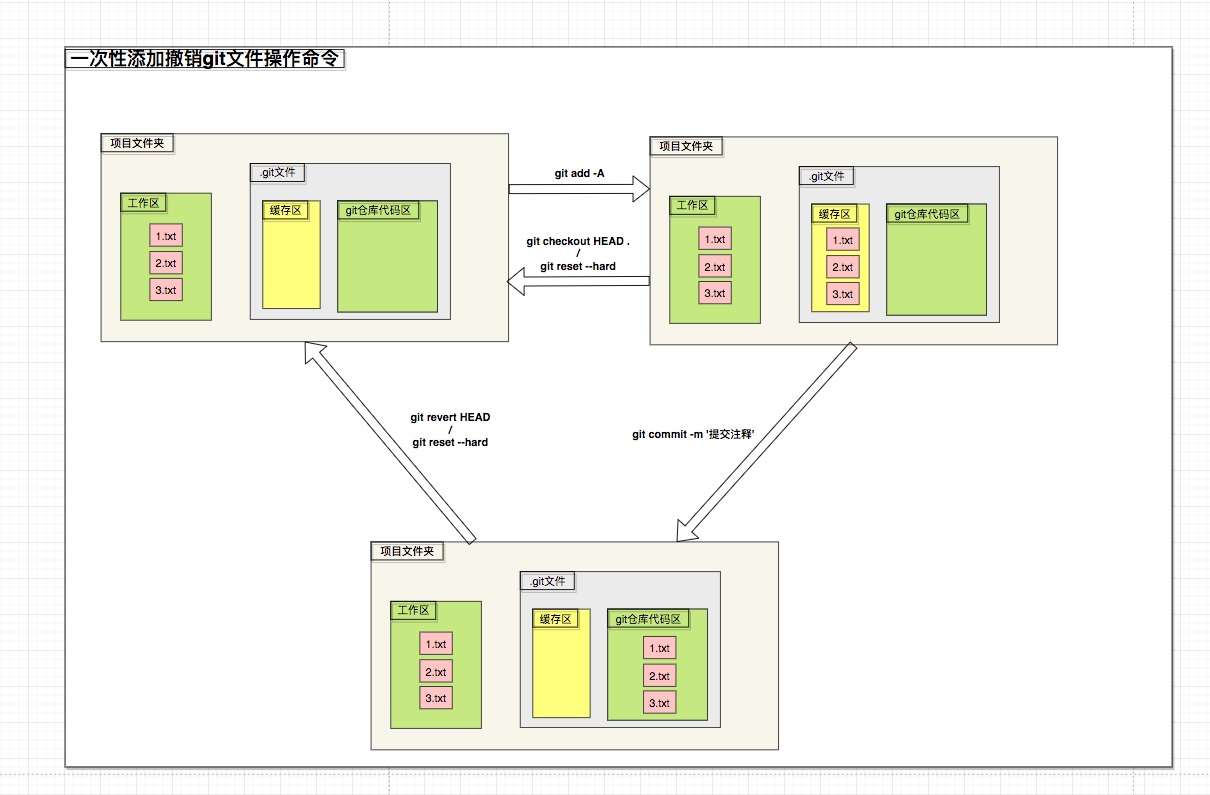 一次性添加撤销git文件操作命令
项目文件夹
工作区
1.txt
2.txt
3.txt
.git文件
缓存区
git仓库代码区
git add -A
git checkout HEAD .
/
git reset --hard
项目文件夹
工作区
1.txt
2.txt
3.txt
.git文件
缓存区
1.txt
2.txt
3.txt
git仓库代码区
git revert HEAD
/
git reset --hard
git commit -m '提交注释'
项目文件夹
工作区
1.txt
2.txt
3.txt
.git文件
缓存区
git仓库代码区
1.txt
2.txt
3.txt